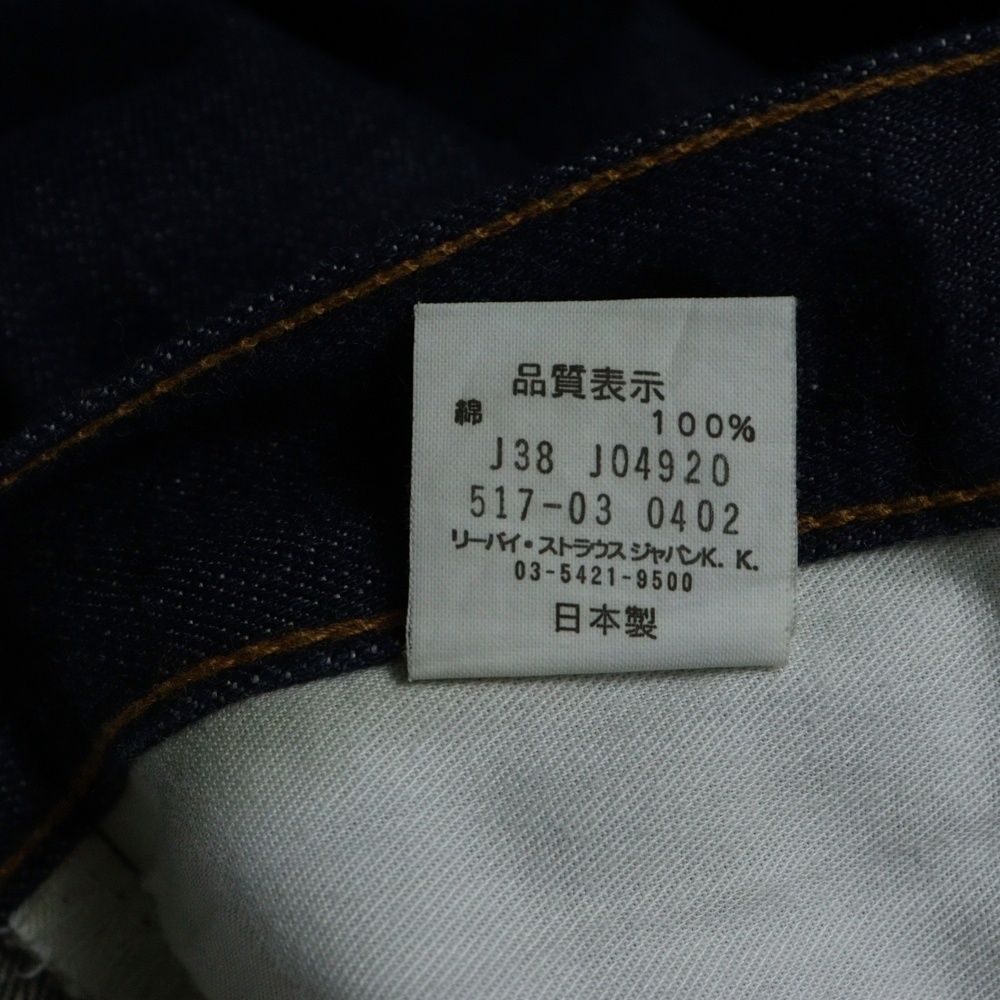 品質表示
綿 100%
J38 J04920
517-03 0402
リーバイ・ストラウス ジャパンK. K.
03-5421-9500
日本製